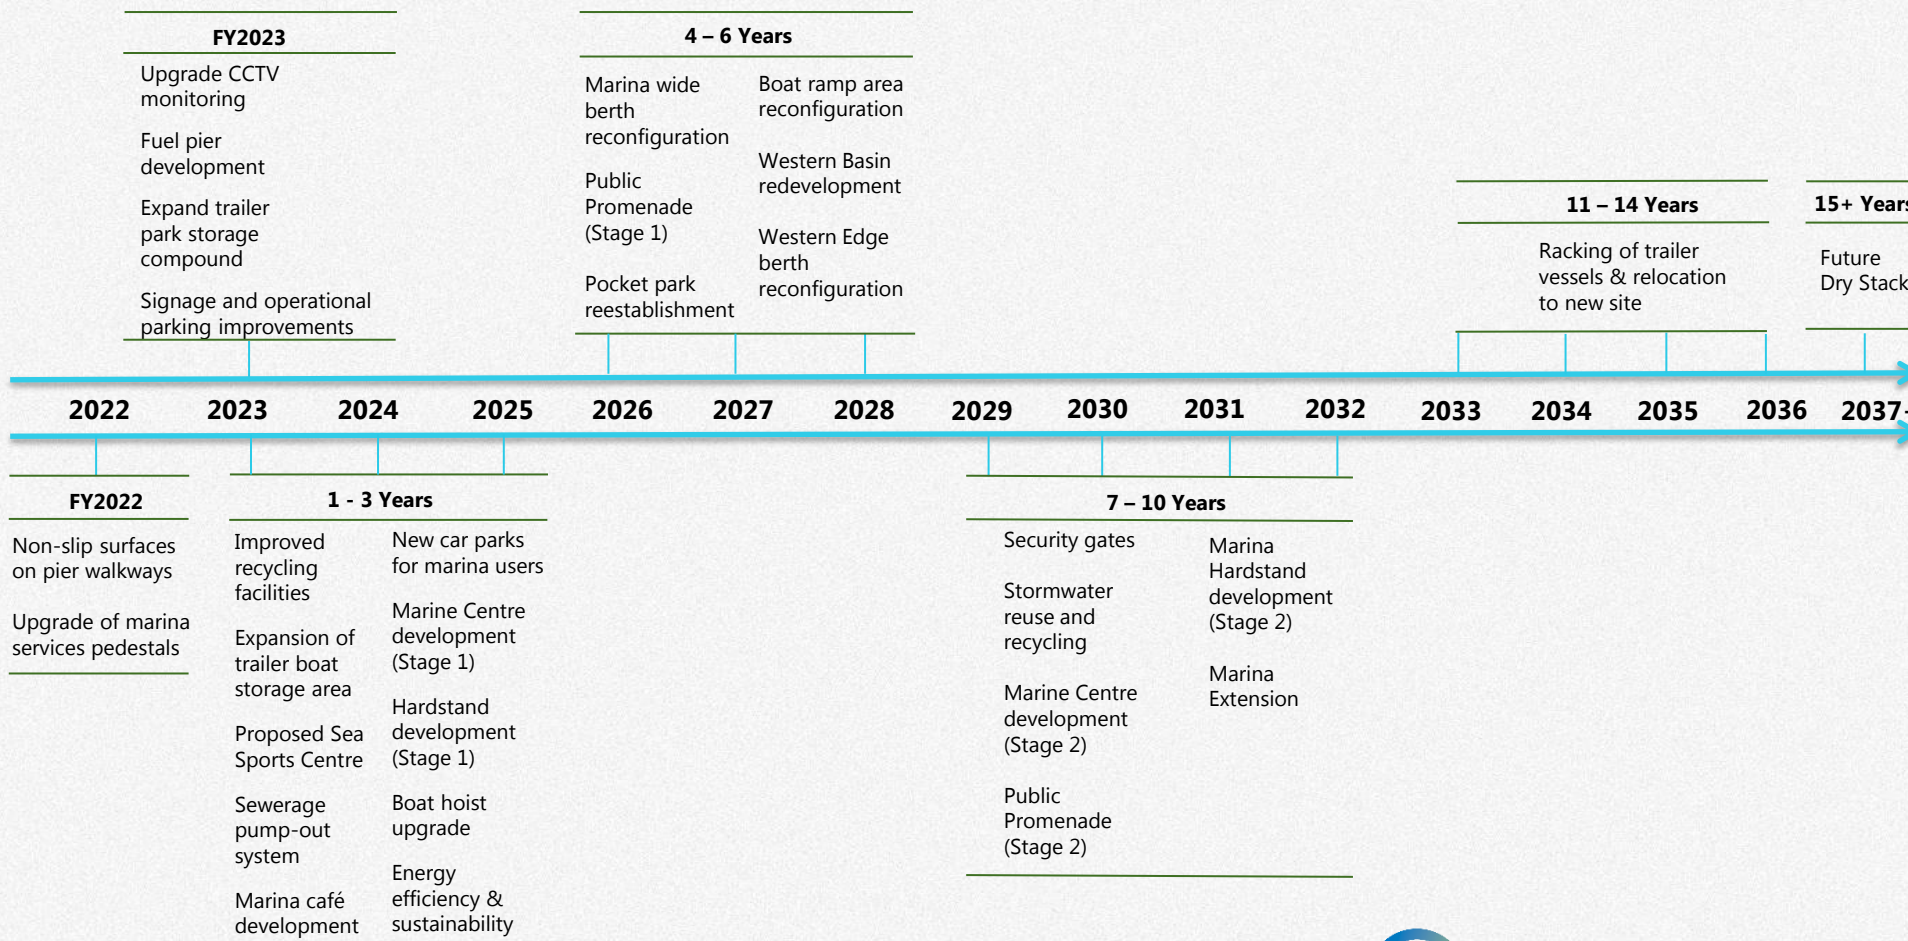 FY2023
Upgrade CCTV
monitoring
Fuel pier
development
Expand trailer
park storage
compound
Signage and operational
parking improvements
4 – 6 Years
Marina wide
berth
reconfiguration
Public
Promenade
(Stage 1)
Pocket park
reestablishment
Boat ramp area
reconfiguration
Western Basin
redevelopment
Western Edge
berth
reconfiguration
11 – 14 Years
Racking of trailer
vessels & relocation
to new site
15+ Years
Future
Dry Stack
2022 2023 2024 2025 2026 2027 2028 2029 2030 2031 2032 2033 2034 2035 2036 2037-
FY2022
Non-slip surfaces
on pier walkways
Upgrade of marina
services pedestals
1 - 3 Years
Improved
recycling
facilities
Expansion of
trailer boat
storage area
Proposed Sea
Sports Centre
Sewerage
pump-out
system
Marina café
development
New car parks
for marina users
Marine Centre
development
(Stage 1)
Hardstand
development
(Stage 1)
Boat hoist
upgrade
Energy
efficiency &
sustainability
7 – 10 Years
Security gates
Stormwater
reuse and
recycling
Marine Centre
development
(Stage 2)
Public
Promenade
(Stage 2)
Marina
Hardstand
development
(Stage 2)
Marina
Extension